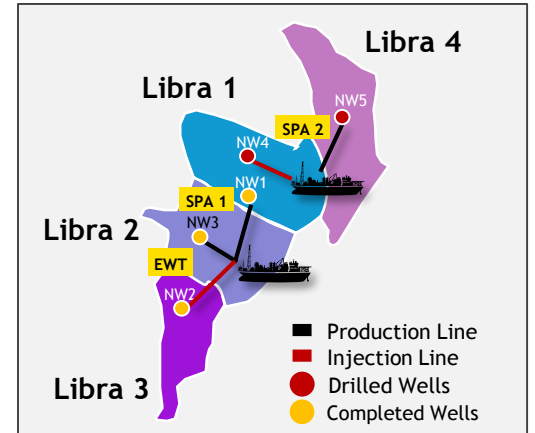 Libra 4
Libra 1
NW5
SPA 2
NW4
NW1
SPA 1
NW3
Libra 2
EWT
NW2
Production Line
Injection Line
Drilled Wells
Completed Wells
Libra 3